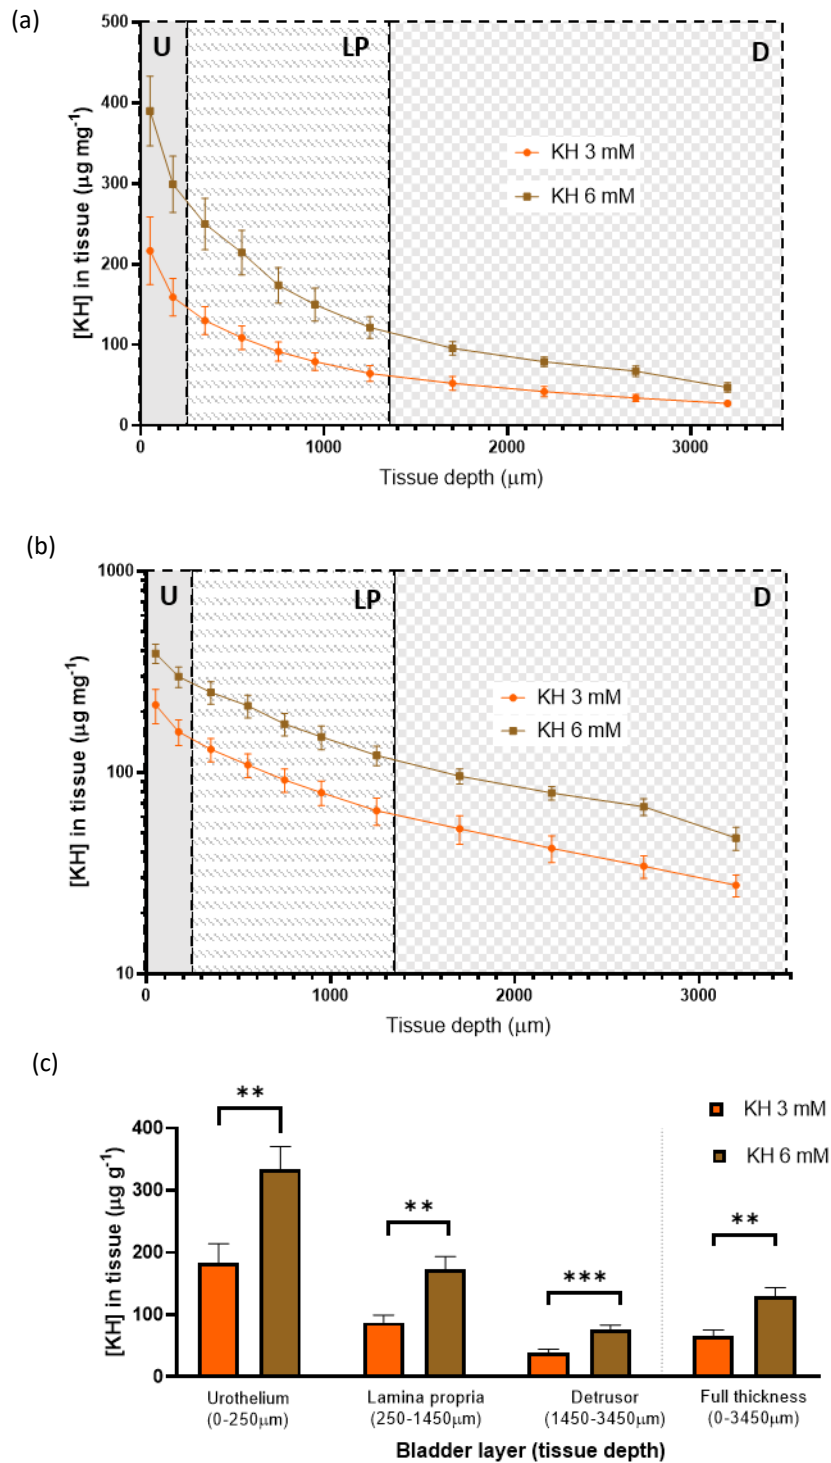 (a)
500
400
300
200
100
0
[KH] in tissue (μg mg⁻¹)
U
LP
D
KH 3 mM
KH 6 mM
0
1000
2000
3000
Tissue depth (μm)
(b)
1000
100
10
[KH] in tissue (μg mg⁻¹)
U
LP
D
KH 3 mM
KH 6 mM
0
1000
2000
3000
Tissue depth (μm)
(c)
KH 3 mM
KH 6 mM
400
300
200
100
0
[KH] in tissue (μg g⁻¹)
**
**
***
**
Urothelium
(0-250μm)
Lamina propria
(250-1450μm)
Detrusor
(1450-3450μm)
Full thickness
(0-3450μm)
Bladder layer (tissue depth)